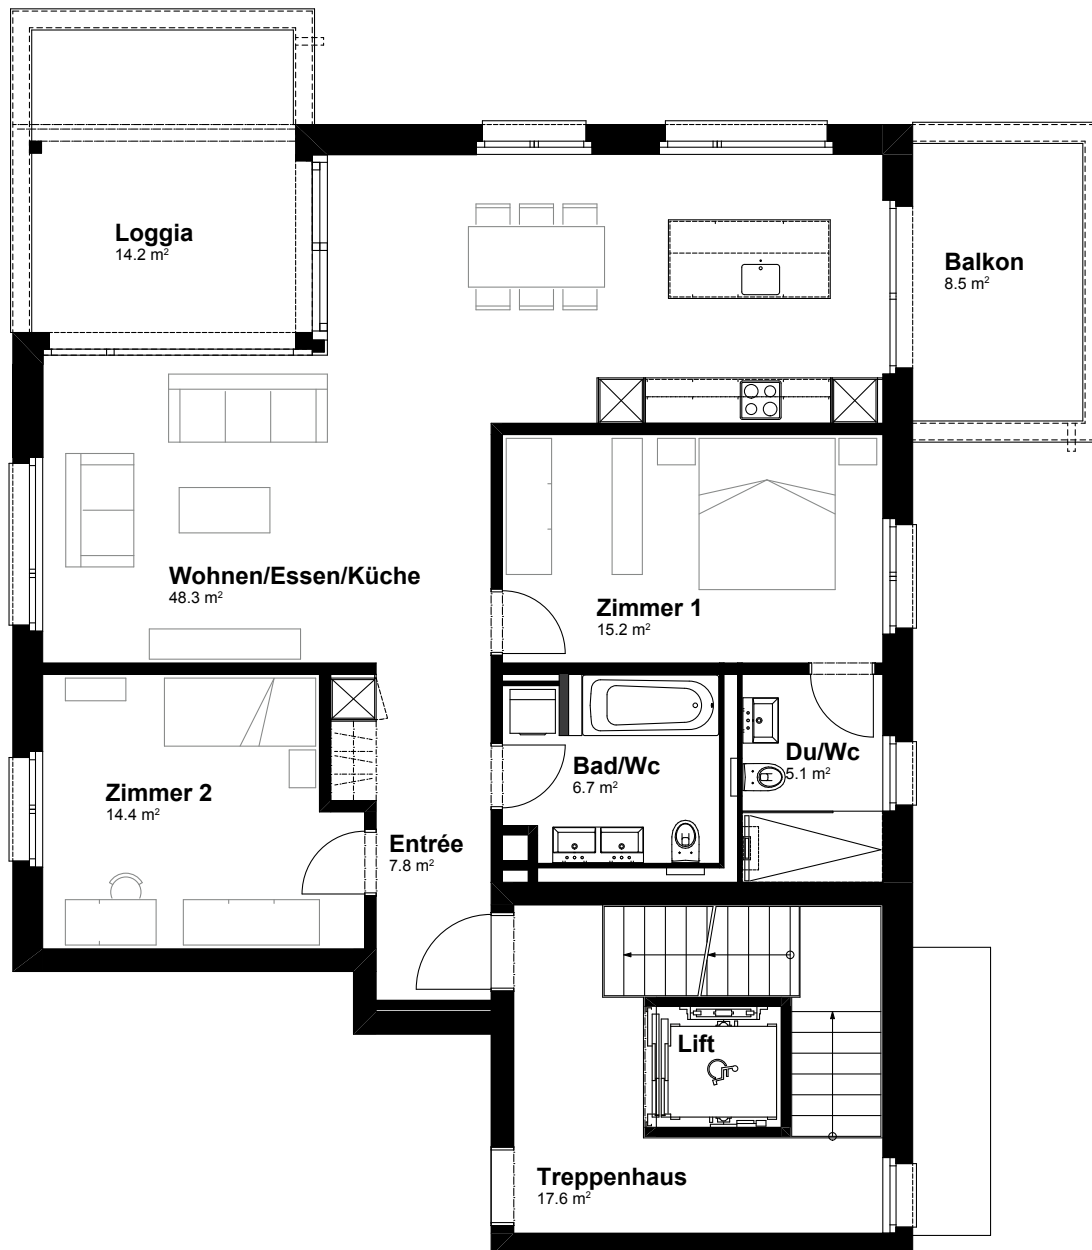 Loggia
14.2 m²
Balkon
8.5 m²
Wohnen/Essen/Küche
48.3 m²
Zimmer 1
15.2 m²
Bad/Wc
6.7 m²
Du/Wc
5.1 m²
Zimmer 2
14.4 m²
Entrée
7.8 m²
Lift
Treppenhaus
17.6 m²